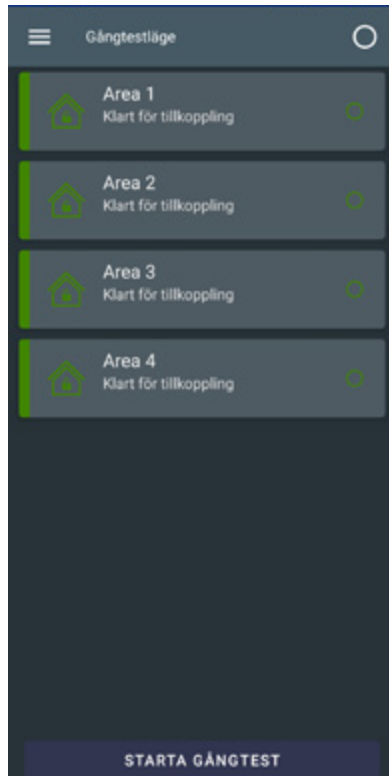 Gångtestläge
Area 1
Klart för tillkoppling
Area 2
Klart för tillkoppling
Area 3
Klart för tillkoppling
Area 4
Klart för tillkoppling
STARTA GÅNGTEST